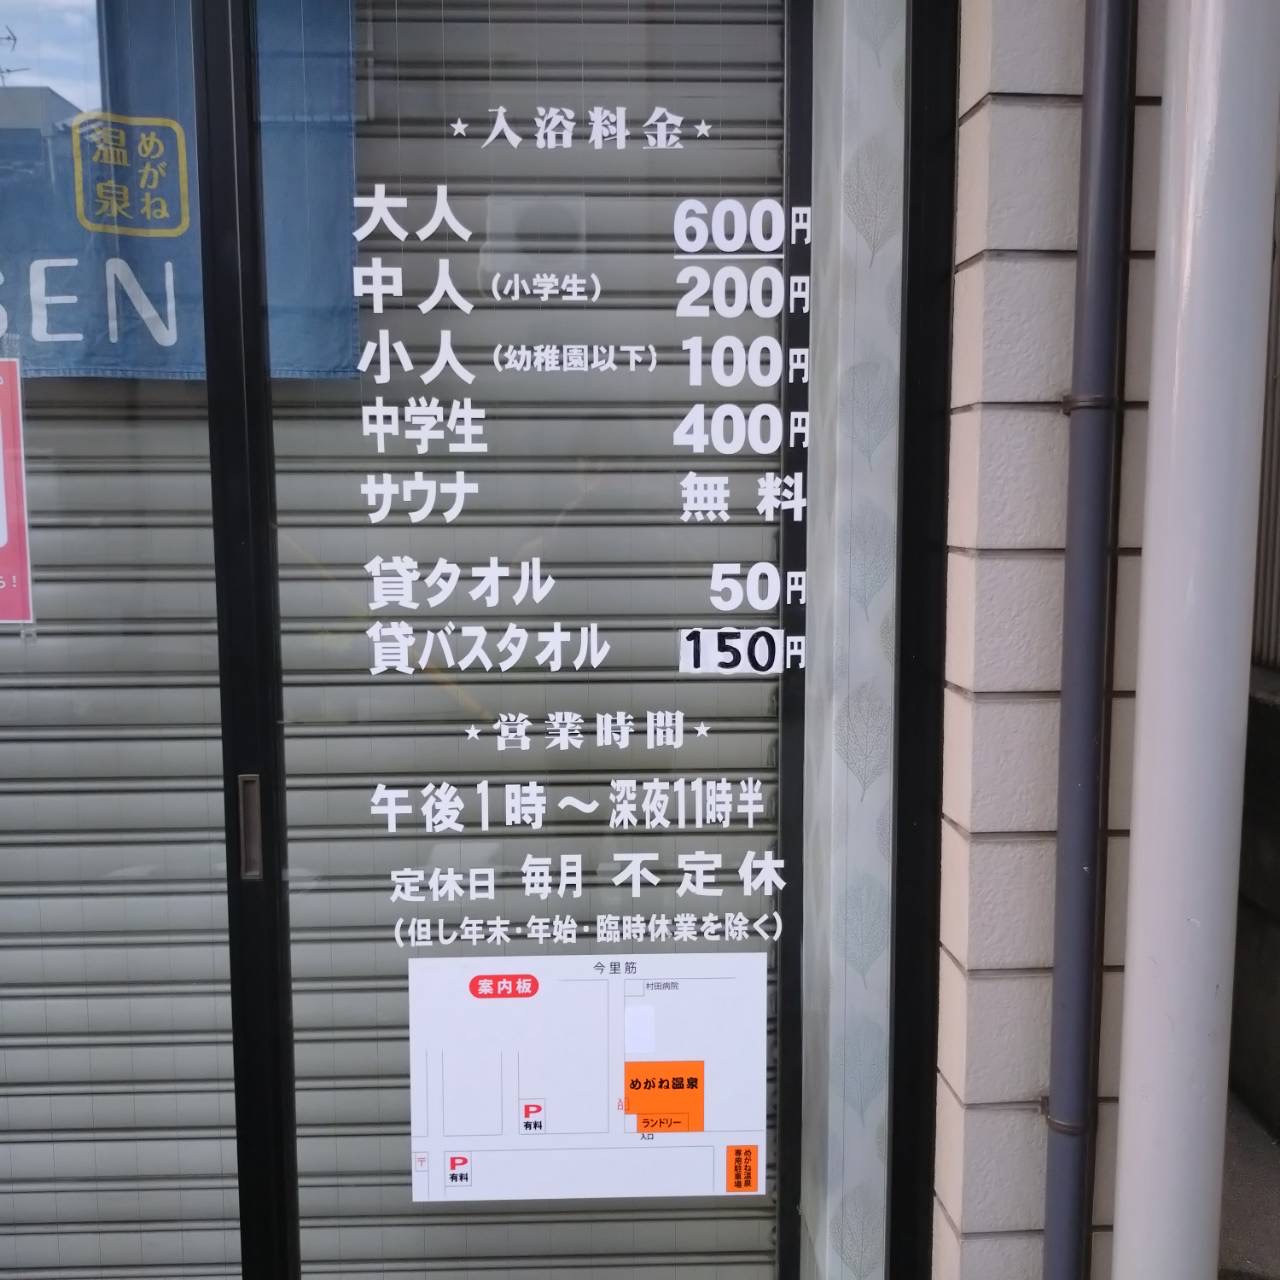 めがね
温泉
SEN
★入浴料金★
大人 600円
中人（小学生） 200円
小人（幼稚園以下） 100円
中学生 400円
サウナ 無料
貸タオル 50円
貸バスタオル 150円
★営業時間★
午後1時～深夜11時半
定休日 毎月 不定休
（但し年末・年始・臨時休業を除く）
今里筋
案内板
村田病院
めがね温泉
ランドリー
入口
P
有料
〒
P
有料
めがね温泉
専用駐車場